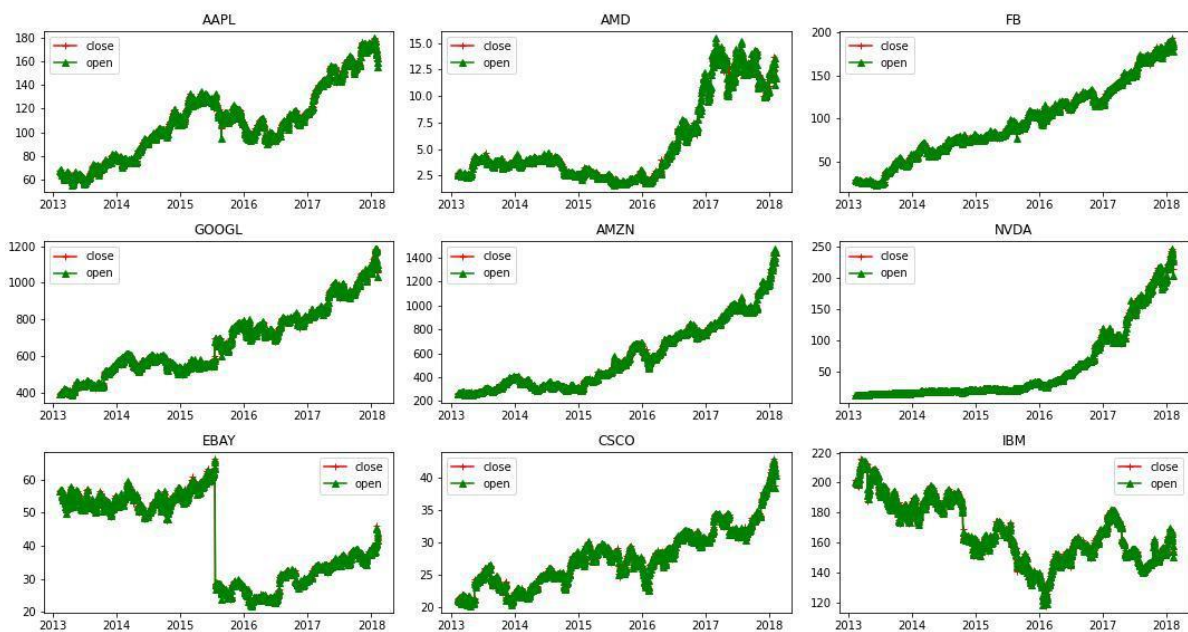 AAPL AMD FB
180
160
140
120
100
80
60
close
open
2013 2014 2015 2016 2017 2018
15.0
12.5
10.0
7.5
5.0
2.5
close
open
2013 2014 2015 2016 2017 2018
200
150
100
50
close
open
2013 2014 2015 2016 2017 2018
GOOGL AMZN NVDA
1200
1000
800
600
400
close
open
2013 2014 2015 2016 2017 2018
1400
1200
1000
800
600
400
200
close
open
2013 2014 2015 2016 2017 2018
250
200
150
100
50
close
open
2013 2014 2015 2016 2017 2018
EBAY CSCO IBM
60
50
40
30
20
close
open
2013 2014 2015 2016 2017 2018
40
35
30
25
20
close
open
2013 2014 2015 2016 2017 2018
220
200
180
160
140
120
close
open
2013 2014 2015 2016 2017 2018